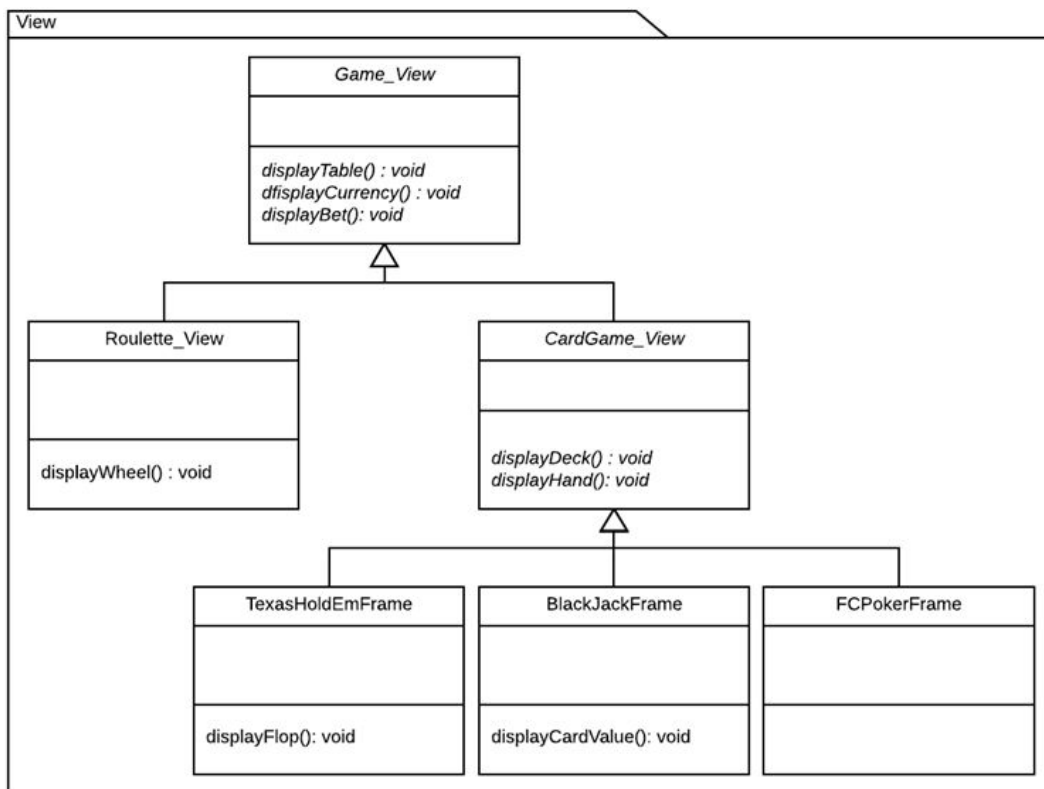 View
Game_View
displayTable() : void
dfisplayCurrency() : void
displayBet(): void
Roulette_View
displayWheel() : void
CardGame_View
displayDeck() : void
displayHand(): void
TexasHoldEmFrame
displayFlop(): void
BlackJackFrame
displayCardValue(): void
FCPokerFrame